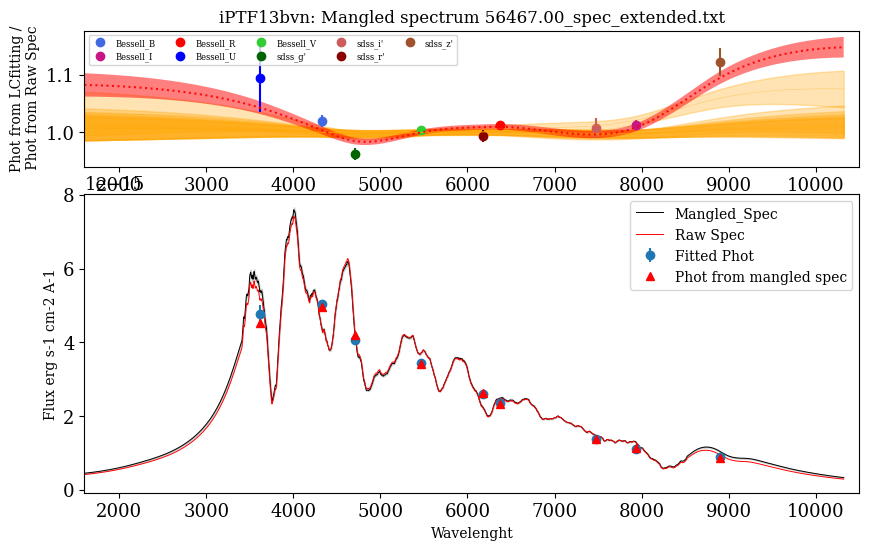 iPTF13bvn: Mangled spectrum 56467.00_spec_extended.txt
Phot from LCfitting /
Phot from Raw Spec
1.1
1.0
Bessell_B Bessell_R Bessell_V sdss_i' sdss_z'
Bessell_I Bessell_U sdss_g' sdss_r'
2000 3000 4000 5000 6000 7000 8000 9000 10000
1e−15
Flux erg s-1 cm-2 A-1
8
6
4
2
0
Mangled_Spec
Raw Spec
Fitted Phot
Phot from mangled spec
2000 3000 4000 5000 6000 7000 8000 9000 10000
Wavelenght